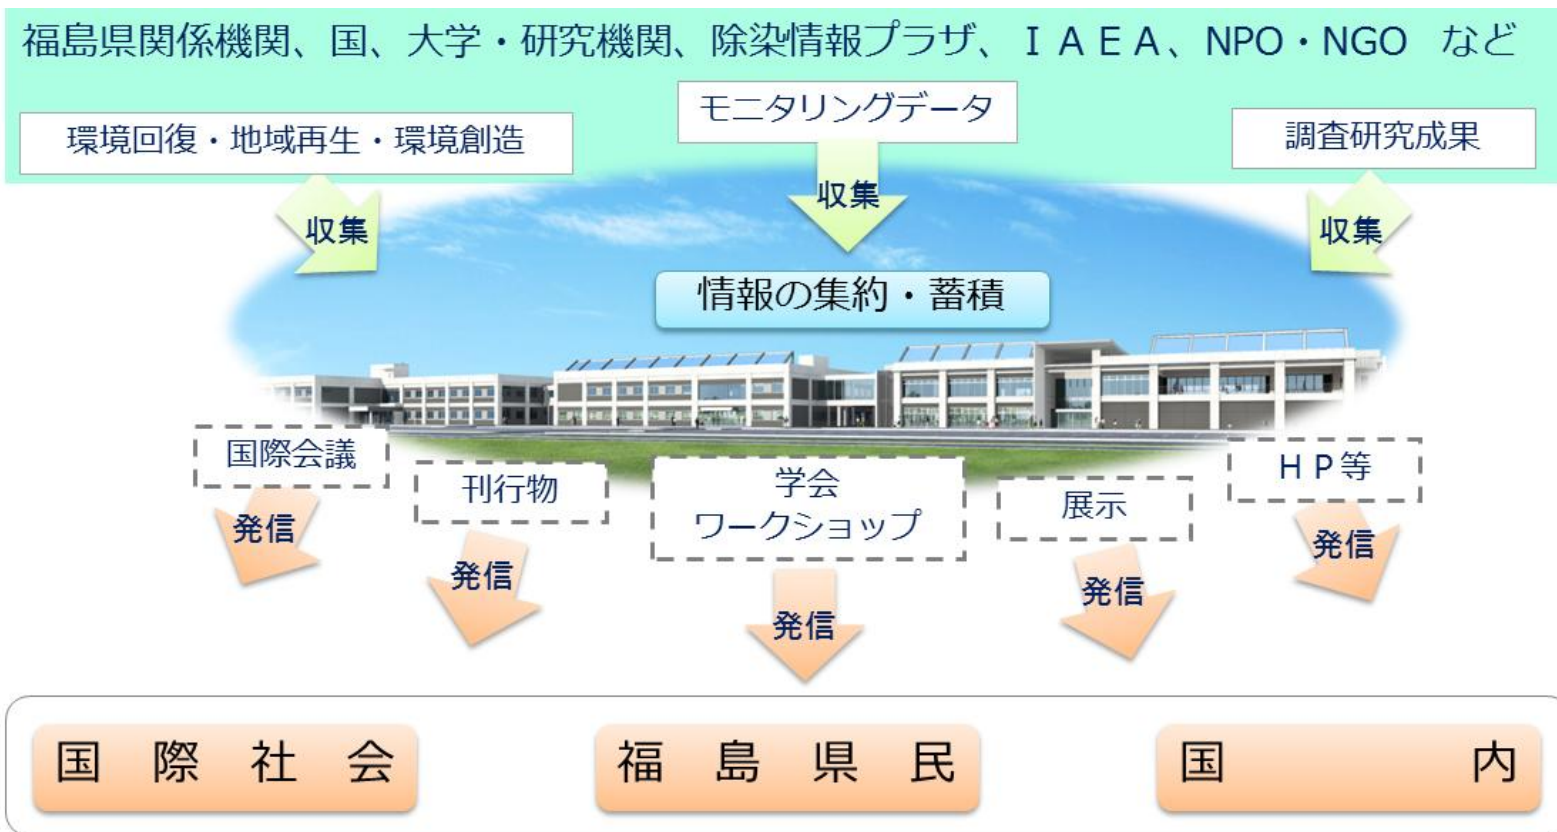 福島県関係機関、国、大学・研究機関、除染情報プラザ、ＩＡＥＡ、NPO・NGO　など
環境回復・地域再生・環境創造
モニタリングデータ
調査研究成果
収集
収集
収集
情報の集約・蓄積
国際会議
刊行物
学会
ワークショップ
展示
ＨＰ等
発信
発信
発信
発信
発信
国　際　社　会
福　島　県　民
国　　　　　内